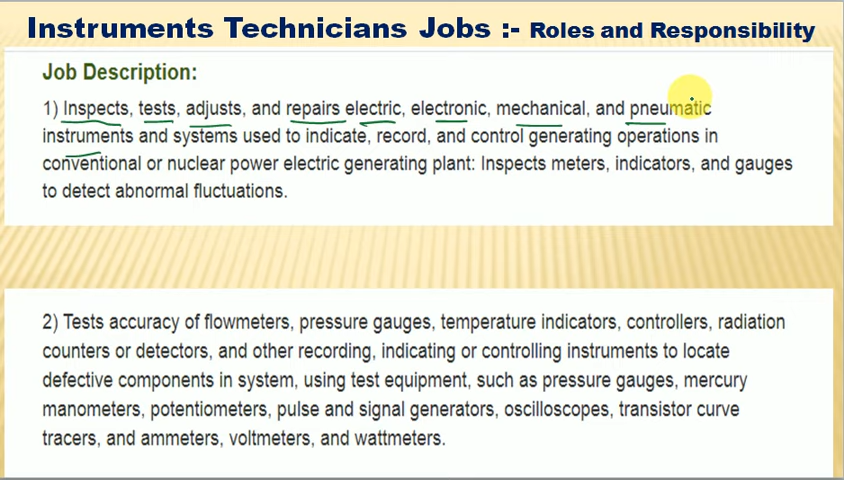 Instruments Technicians Jobs :- Roles and Responsibility
Job Description:
1) Inspects, tests, adjusts, and repairs electric, electronic, mechanical, and pneumatic
instruments and systems used to indicate, record, and control generating operations in
conventional or nuclear power electric generating plant: Inspects meters, indicators, and gauges
to detect abnormal fluctuations.
2) Tests accuracy of flowmeters, pressure gauges, temperature indicators, controllers, radiation
counters or detectors, and other recording, indicating or controlling instruments to locate
defective components in system, using test equipment, such as pressure gauges, mercury
manometers, potentiometers, pulse and signal generators, oscilloscopes, transistor curve
tracers, and ammeters, voltmeters, and wattmeters.